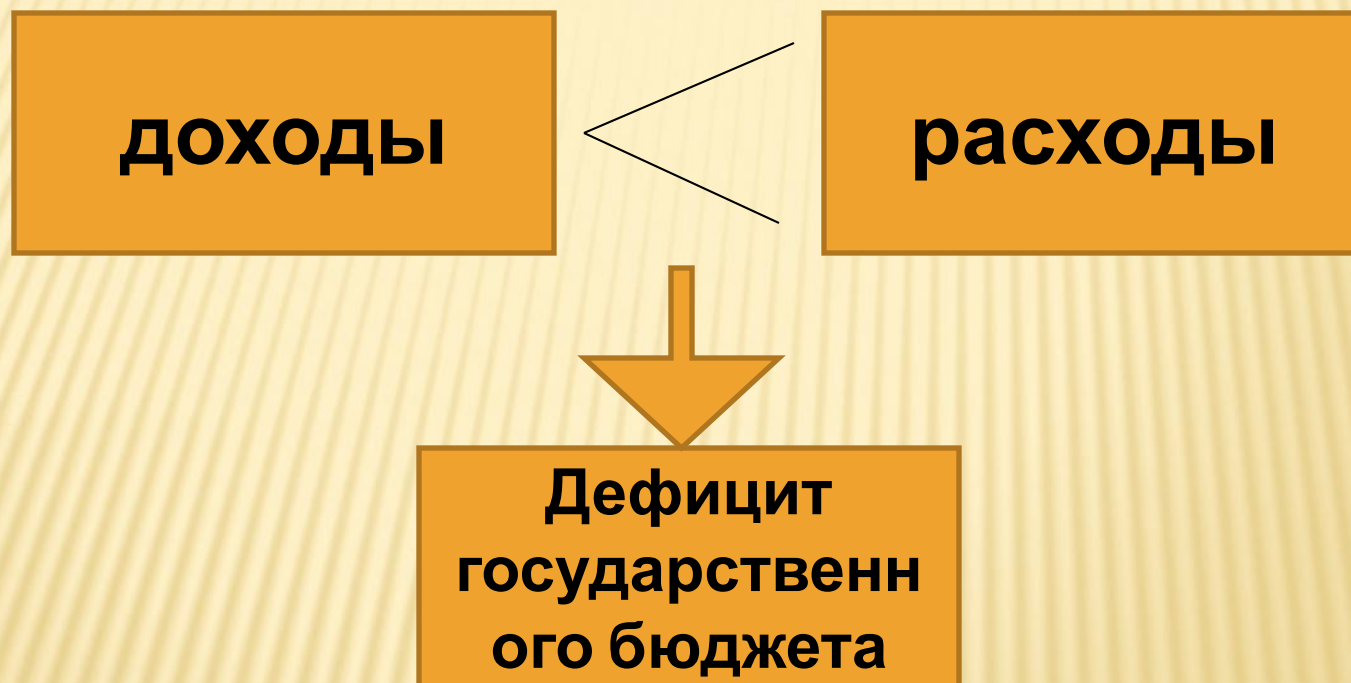 доходы
расходы
Дефицит
государственн
ого бюджета